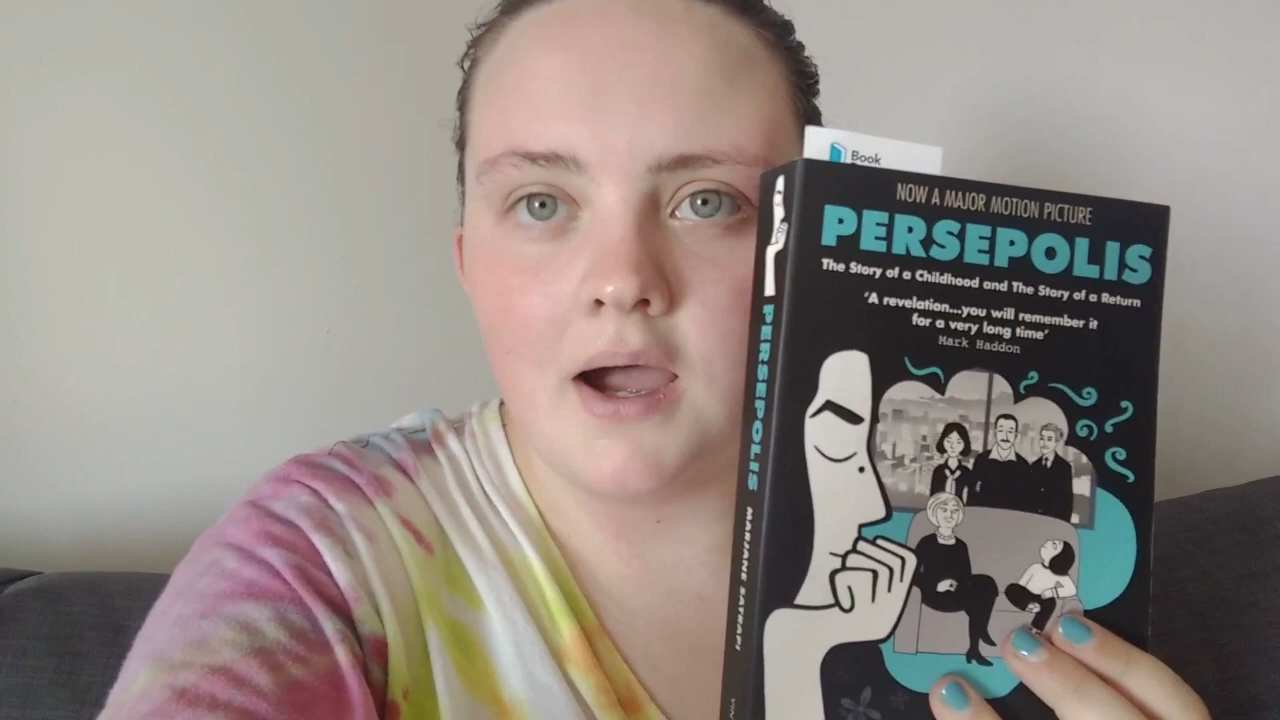 Book
NOW A MAJOR MOTION PICTURE
PERSEPOLIS
The Story of a Childhood and The Story of a Return
'A revelation...you will remember it
for a very long time'
Mark Haddon
PERSEPOLIS MARJANE SATRAPI